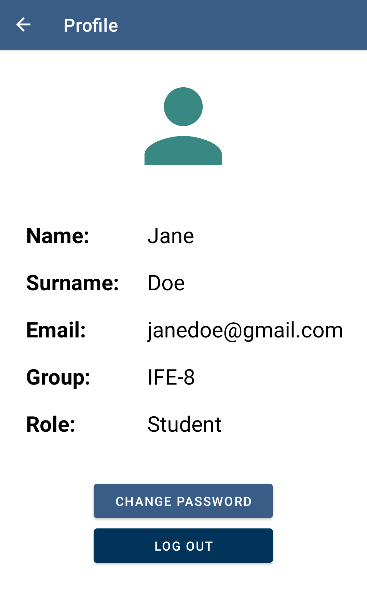 Profile
Name: Jane
Surname: Doe
Email: janedoe@gmail.com
Group: IFE-8
Role: Student
CHANGE PASSWORD
LOG OUT